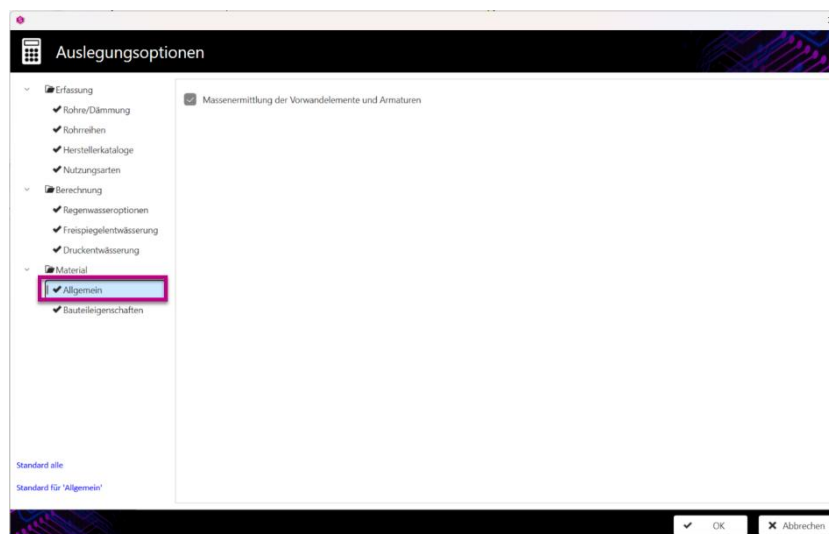 Auslegungsoptionen
Erfassung
Rohre/Dämmung
Rohrreihen
Herstellerkataloge
Nutzungsarten
Berechnung
Regenwasseroptionen
Freispiegelentwässerung
Druckentwässerung
Material
Allgemein
Bauteileigenschaften
Massenermittlung der Vorwandelemente und Armaturen
Standard alle
Standard für 'Allgemein'
OK
Abbrechen